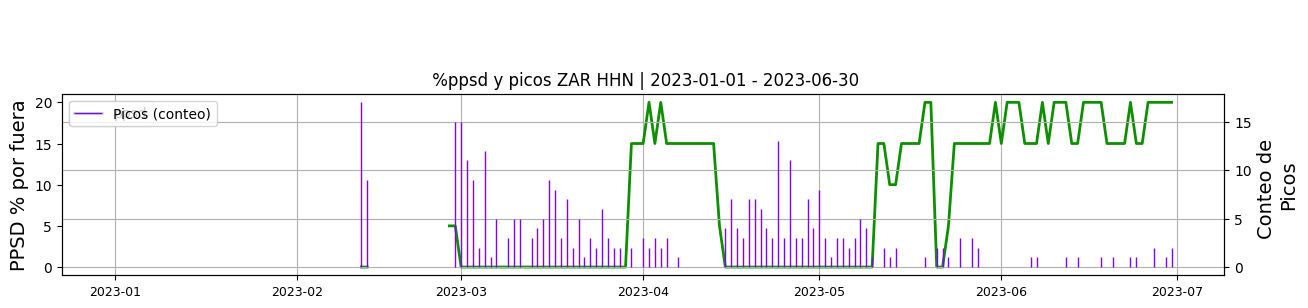 %ppsd y picos ZAR HHN | 2023-01-01 - 2023-06-30
Picos (conteo)
PPSD % por fuera
20
15
10
5
0
15
10
5
0
Conteo de
Picos
2023-01 2023-02 2023-03 2023-04 2023-05 2023-06 2023-07